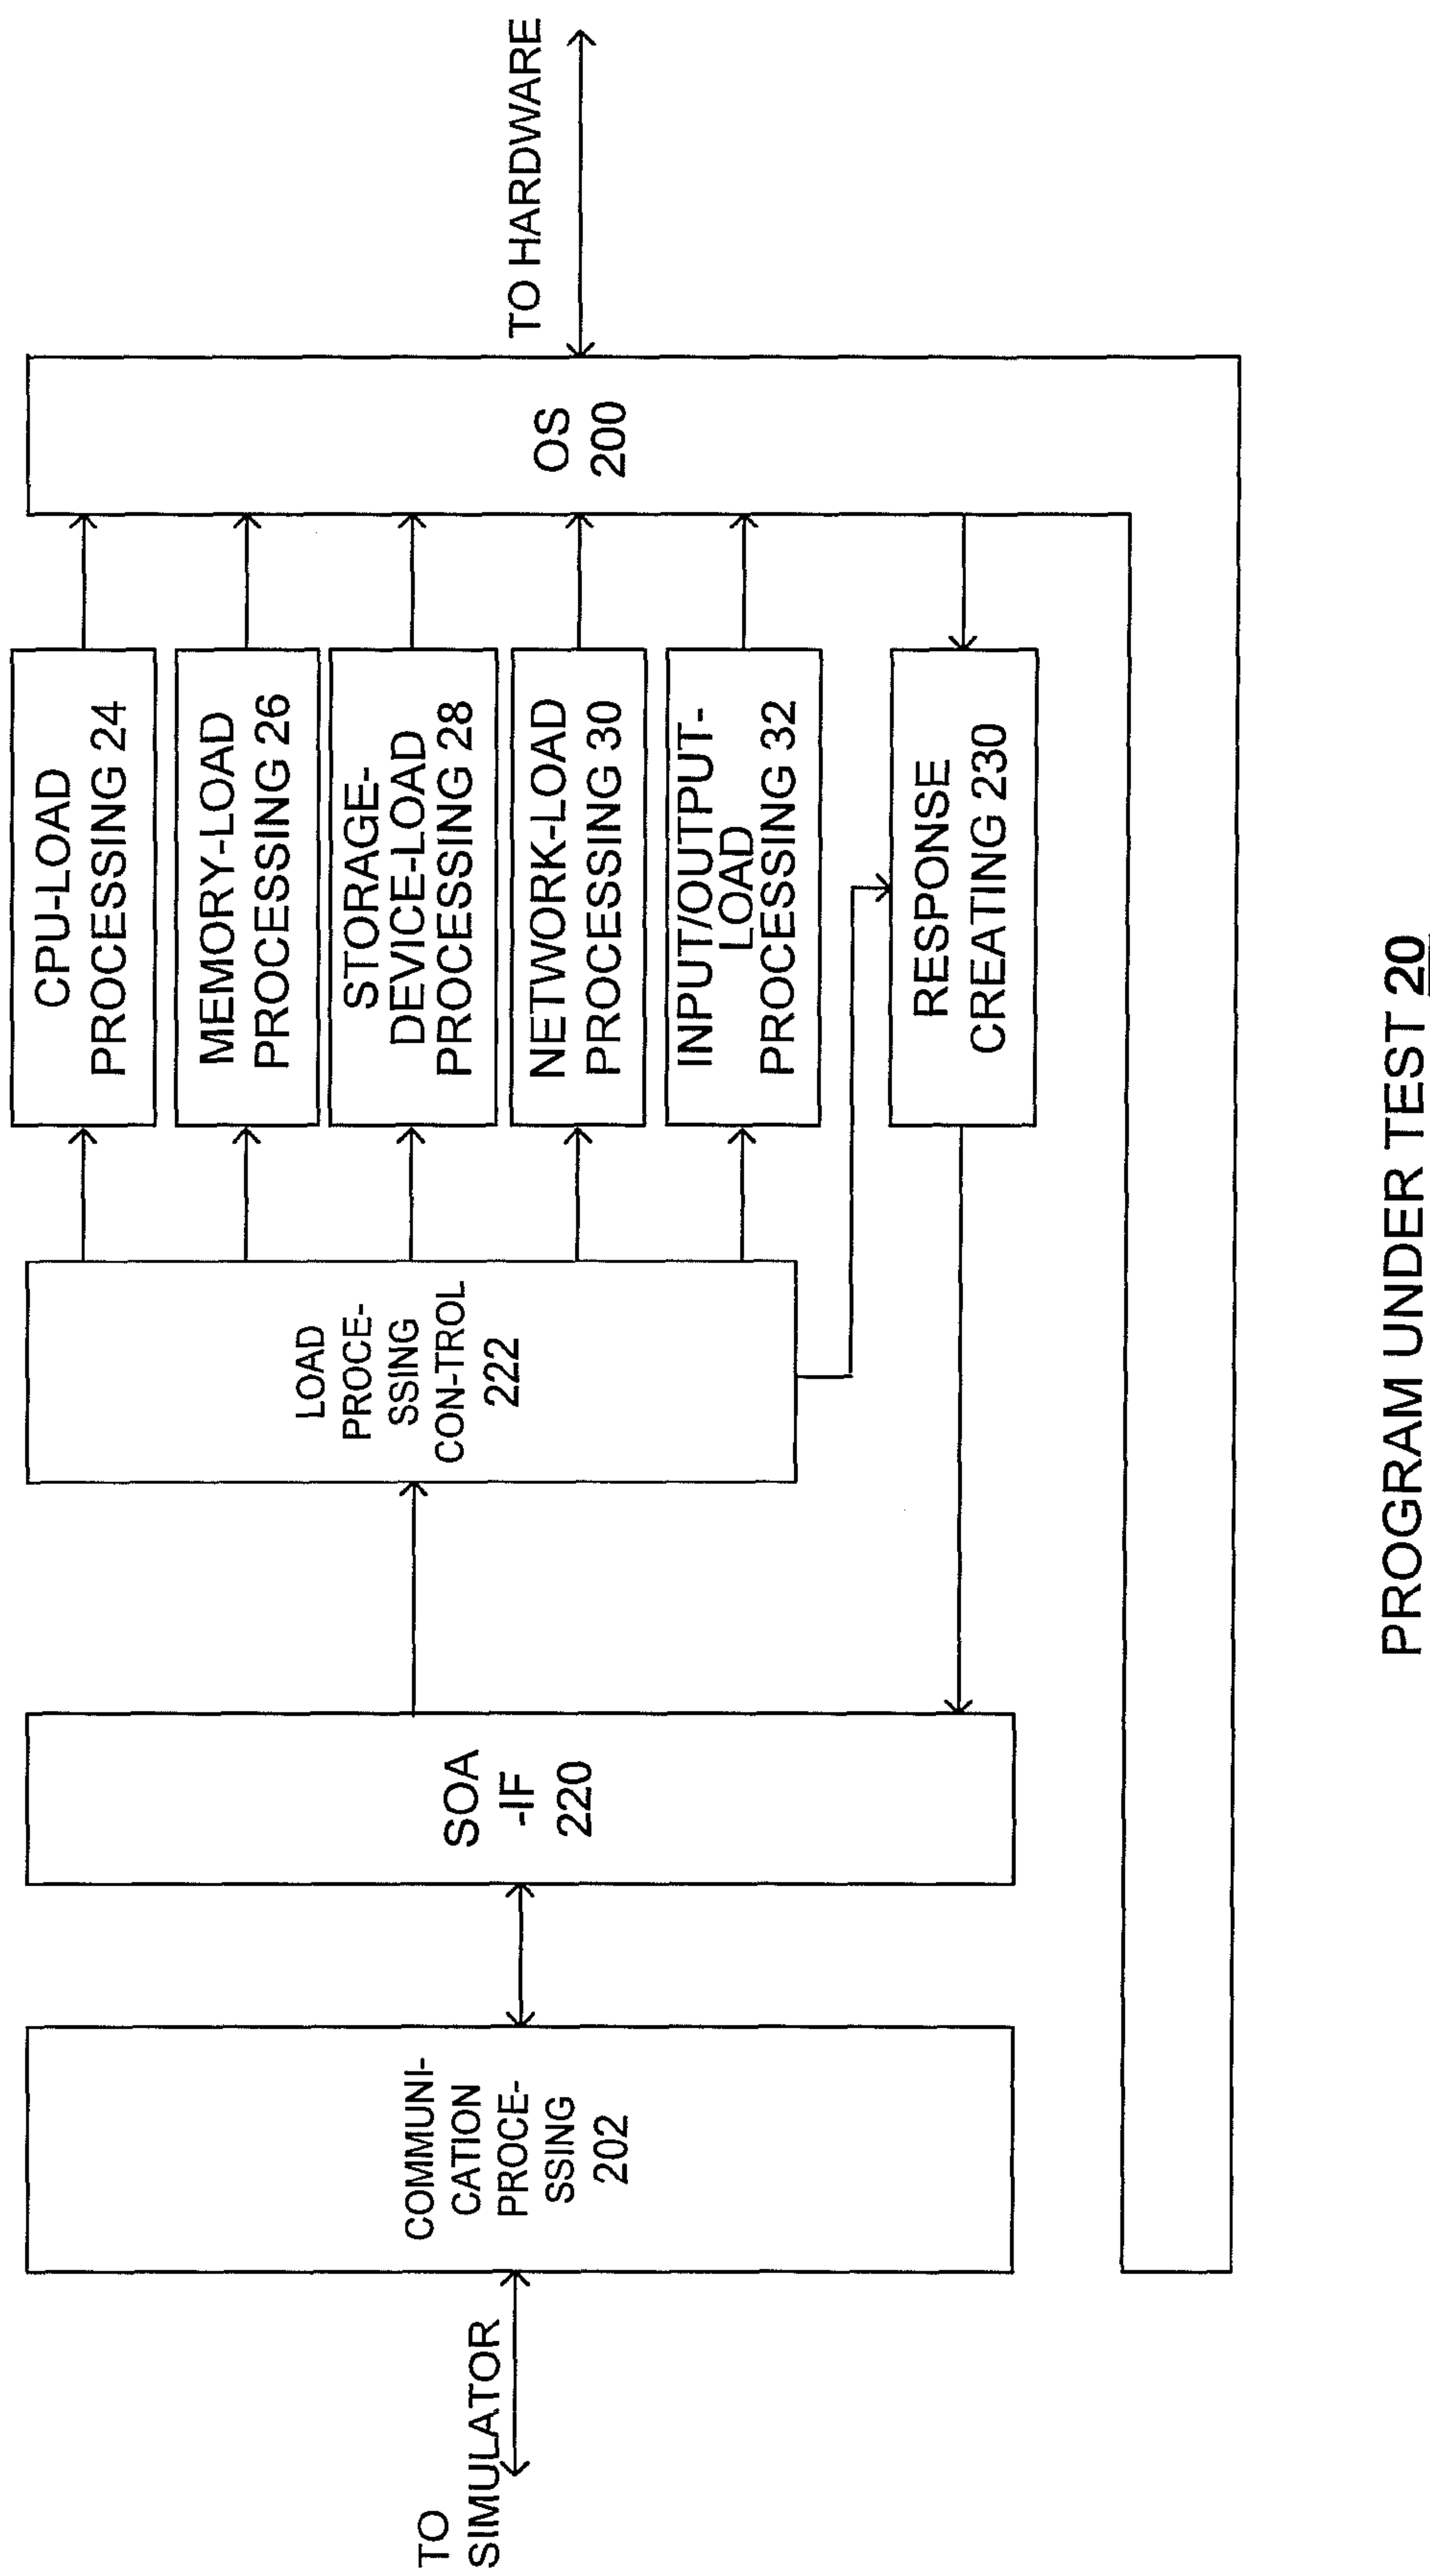 TO
SIMULATOR
COMMUNI-
CATION
PROCE-
SSING
202
SOA
-IF
220
LOAD
PROCE-
SSING
CON-TROL
222
CPU-LOAD
PROCESSING 24
MEMORY-LOAD
PROCESSING 26
STORAGE-
DEVICE-LOAD
PROCESSING 28
NETWORK-LOAD
PROCESSING 30
INPUT/OUTPUT-
LOAD
PROCESSING 32
RESPONSE
CREATING 230
OS
200
TO HARDWARE
PROGRAM UNDER TEST 20